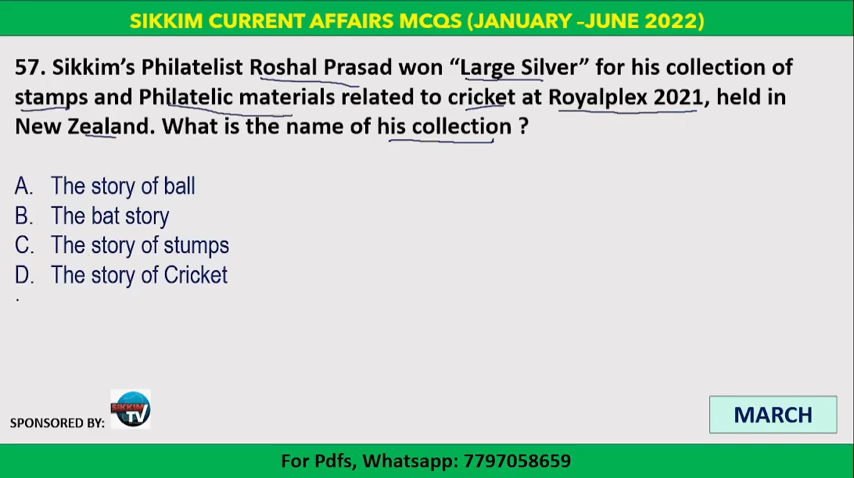 SIKKIM CURRENT AFFAIRS MCQS (JANUARY –JUNE 2022)
57. Sikkim's Philatelist Roshal Prasad won "Large Silver" for his collection of
stamps and Philatelic materials related to cricket at Royalplex 2021, held in
New Zealand. What is the name of his collection ?
A. The story of ball
B. The bat story
C. The story of stumps
D. The story of Cricket
SPONSORED BY:
SIKKIM
TV
MARCH
For Pdfs, Whatsapp: 7797058659